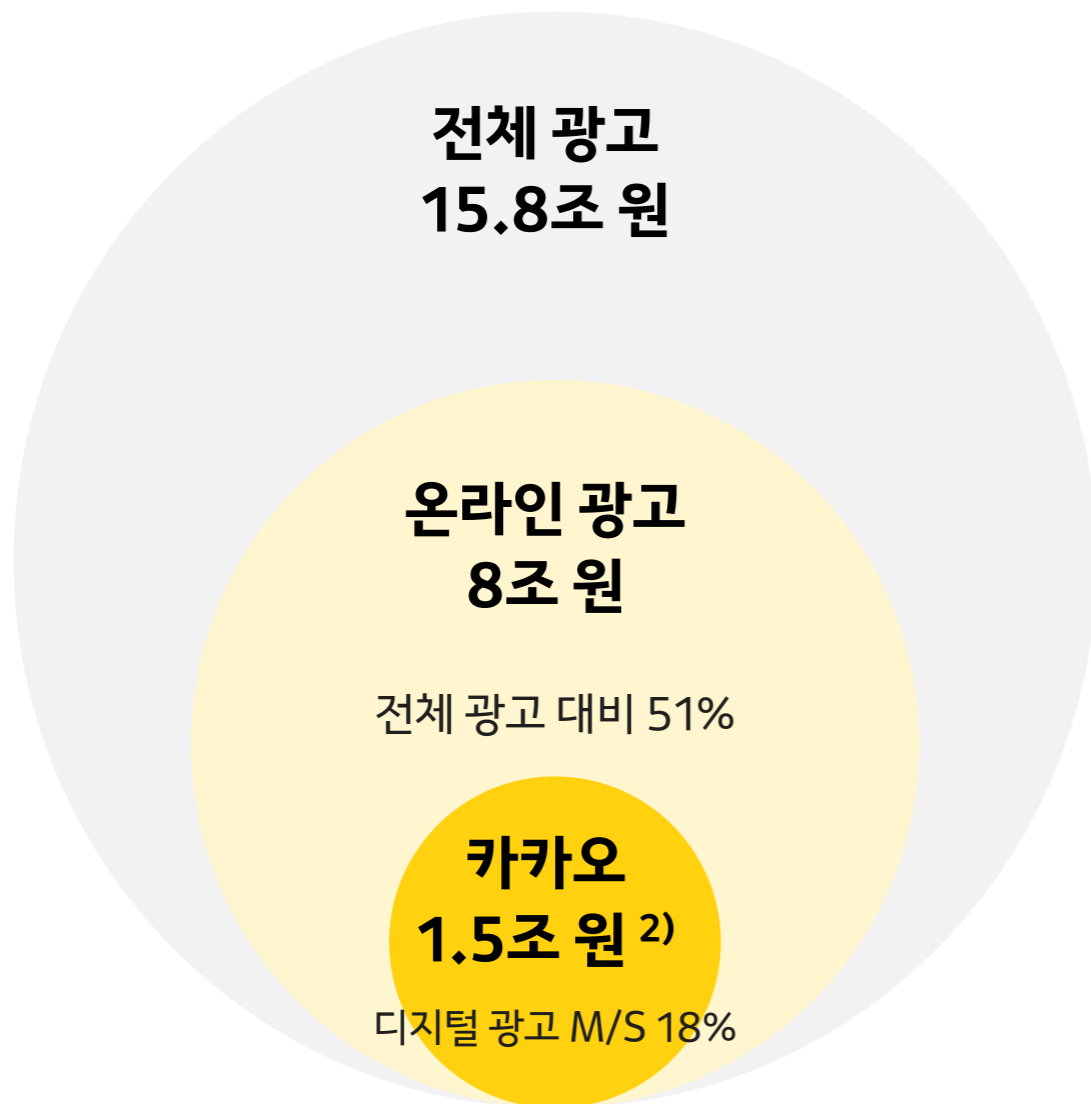 전체 광고
15.8조 원
온라인 광고
8조 원
전체 광고 대비 51%
카카오
1.5조 원 2)
디지털 광고 M/S 18%